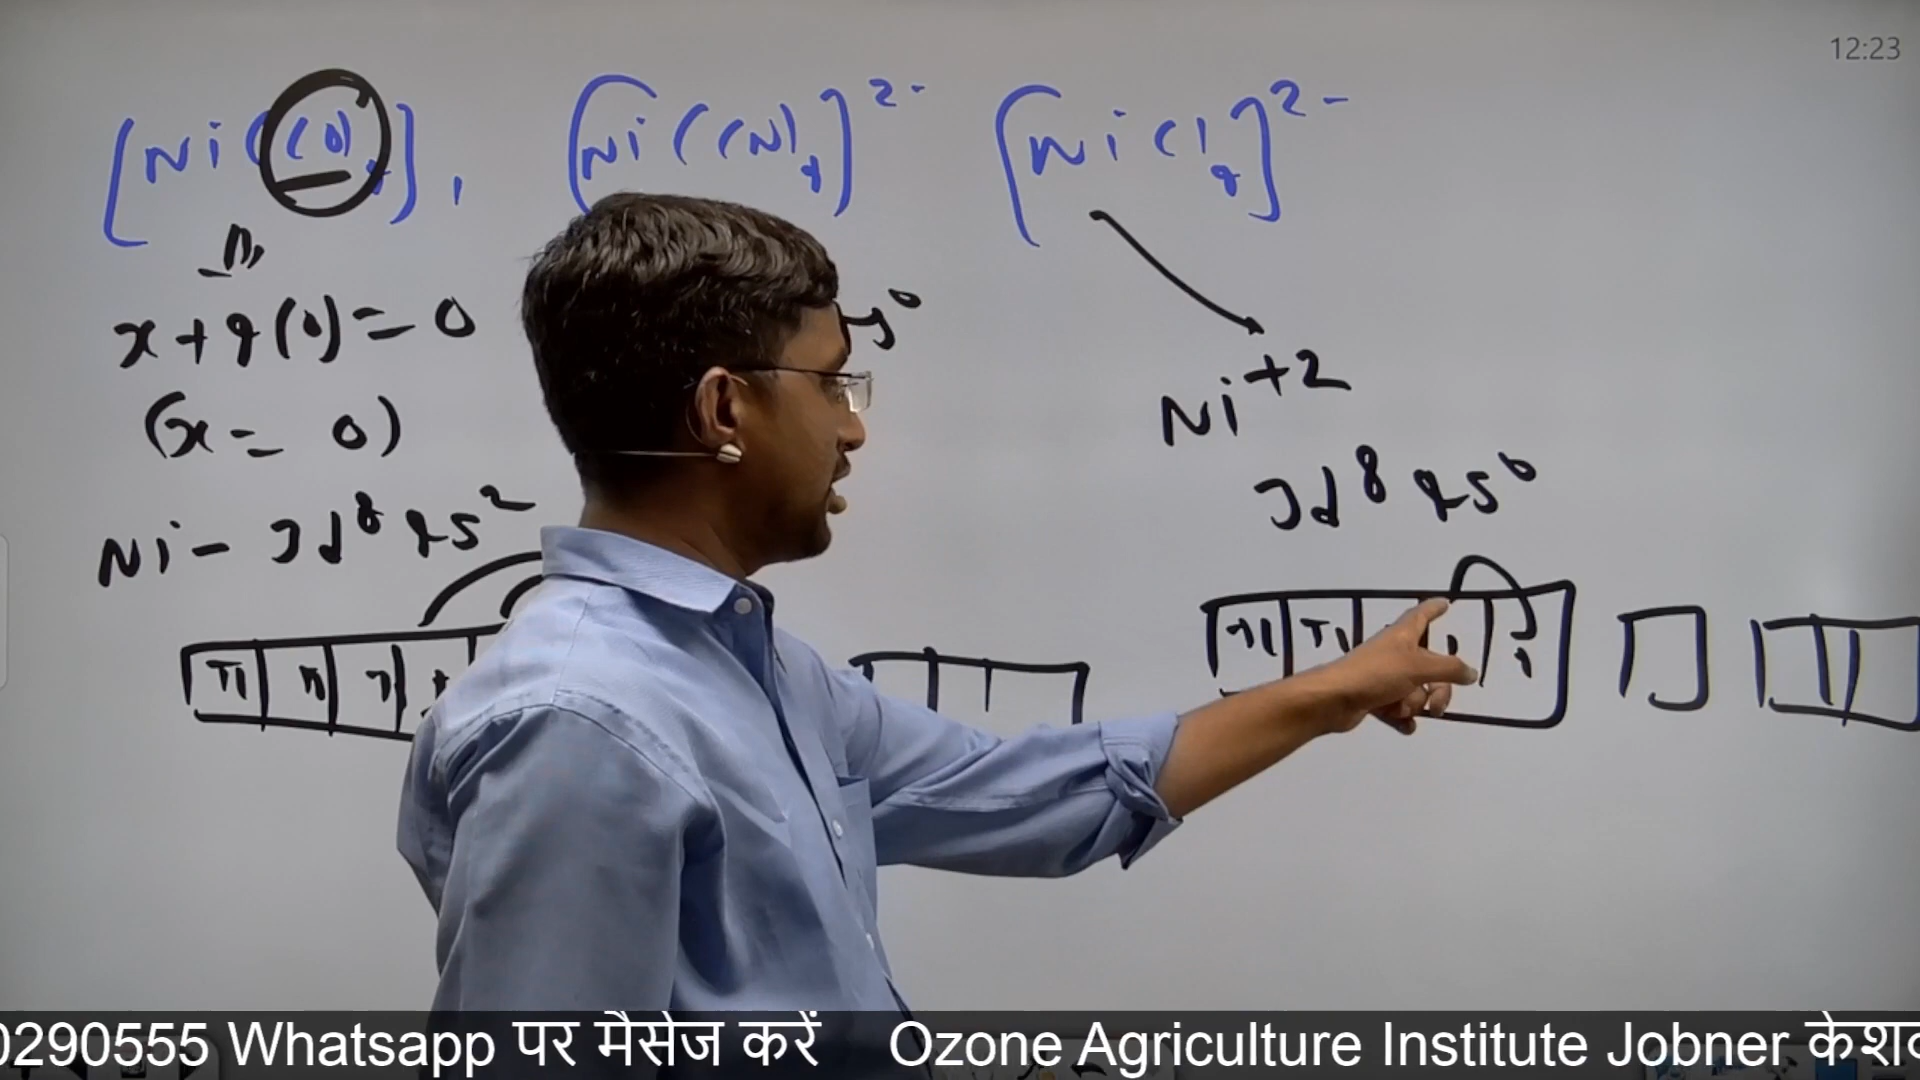 12:23
[Ni(CO)4], [Ni(CN)4]2- [NiCl4]2-
x+4(0)=0
(x= 0)
Ni - 3d8 4s2
Ni+2
3d8 4s0
0290555 Whatsapp पर मैसेज करें Ozone Agriculture Institute Jobner